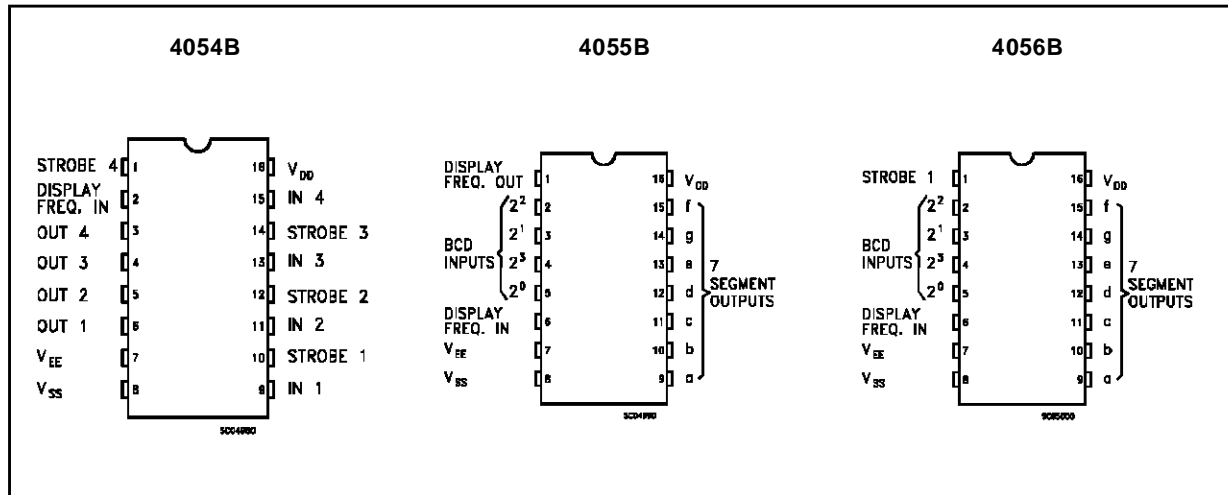 4054B
STROBE 4 1
DISPLAY
FREQ. IN 2
OUT 4 3
OUT 3 4
OUT 2 5
OUT 1 6
VEE 7
VSS 8
16 VDD
15 IN 4
14 STROBE 3
13 IN 3
12 STROBE 2
11 IN 2
10 STROBE 1
9 IN 1
4055B
DISPLAY
FREQ. OUT 1
BCD
INPUTS
2² 2
2¹ 3
2³ 4
2⁰ 5
DISPLAY
FREQ. IN 6
VEE 7
VSS 8
16 VDD
15 f
14 g
13 e
12 d
11 c
10 b
9 a
7
SEGMENT
OUTPUTS
4056B
STROBE 1 1
BCD
INPUTS
2² 2
2¹ 3
2³ 4
2⁰ 5
DISPLAY
FREQ. IN 6
VEE 7
VSS 8
16 VDD
15 f
14 g
13 e
12 d
11 c
10 b
9 a
7
SEGMENT
OUTPUTS